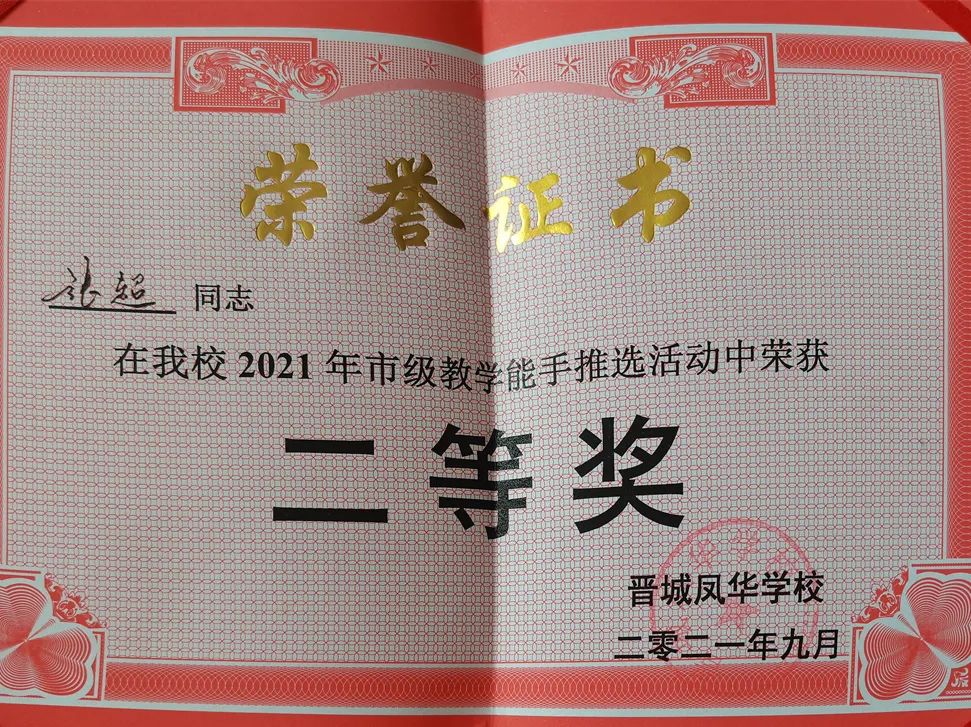 荣誉证书
张超 同志
在我校2021年市级教学能手推选活动中荣获
二等奖
晋城凤华学校
二零二一年九月